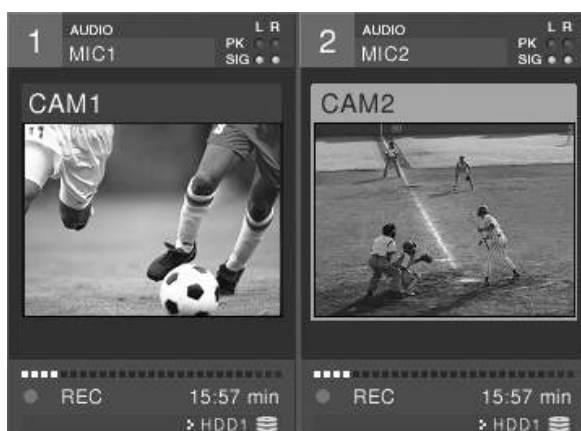 1
AUDIO
MIC1
L R
PK
SIG
CAM1
REC
15:57 min
HDD1
2
AUDIO
MIC2
L R
PK
SIG
CAM2
REC
15:57 min
HDD1